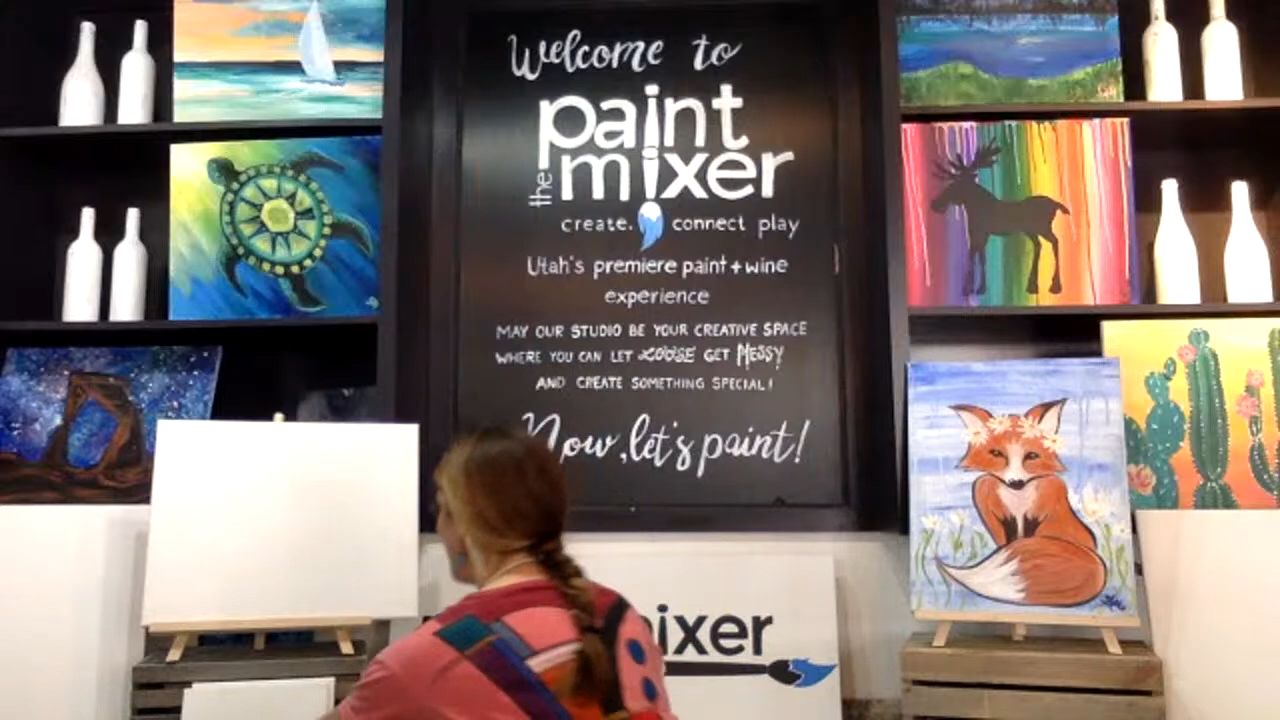 Welcome to
paint
the mixer
create. connect play
Utah's premiere paint + wine
experience
MAY OUR STUDIO BE YOUR CREATIVE SPACE
WHERE YOU CAN LET LOOSE GET MESSY
AND CREATE SOMETHING SPECIAL!
Now, let's paint!
mixer